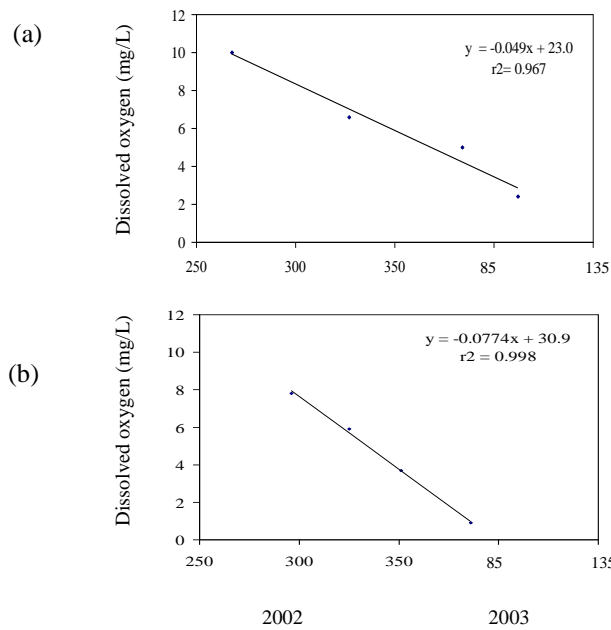 (a)
Dissolved oxygen (mg/L)
12
10
8
6
4
2
0
y = -0.049x + 23.0
r2= 0.967
250 300 350 85 135
(b)
Dissolved oxygen (mg/L)
12
10
8
6
4
2
0
y = -0.0774x + 30.9
r2 = 0.998
250 300 350 85 135
2002 2003